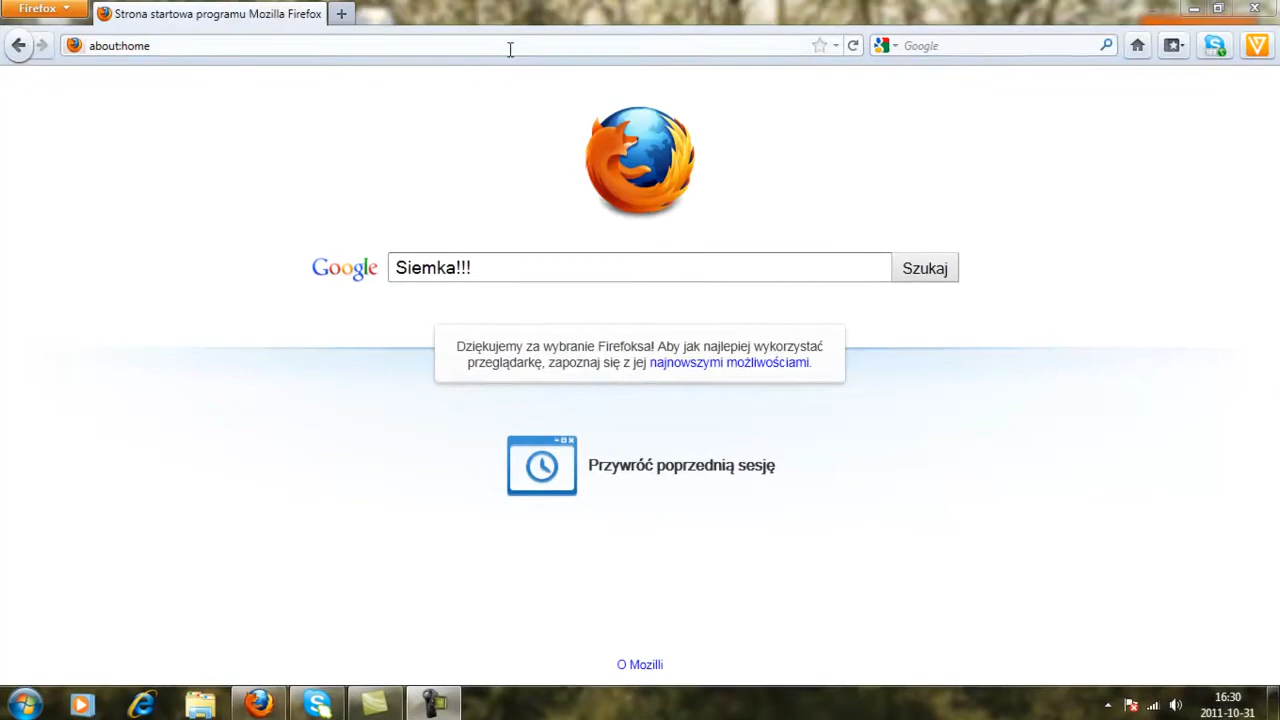 Firefox
Strona startowa programu Mozilla Firefox
about:home
Google
Google
Siemka!!!
Szukaj
Dziękujemy za wybranie Firefoksa! Aby jak najlepiej wykorzystać
przeglądarkę, zapoznaj się z jej najnowszymi możliwościami.
Przywróć poprzednią sesję
O Mozilli
16:30
2011-10-31